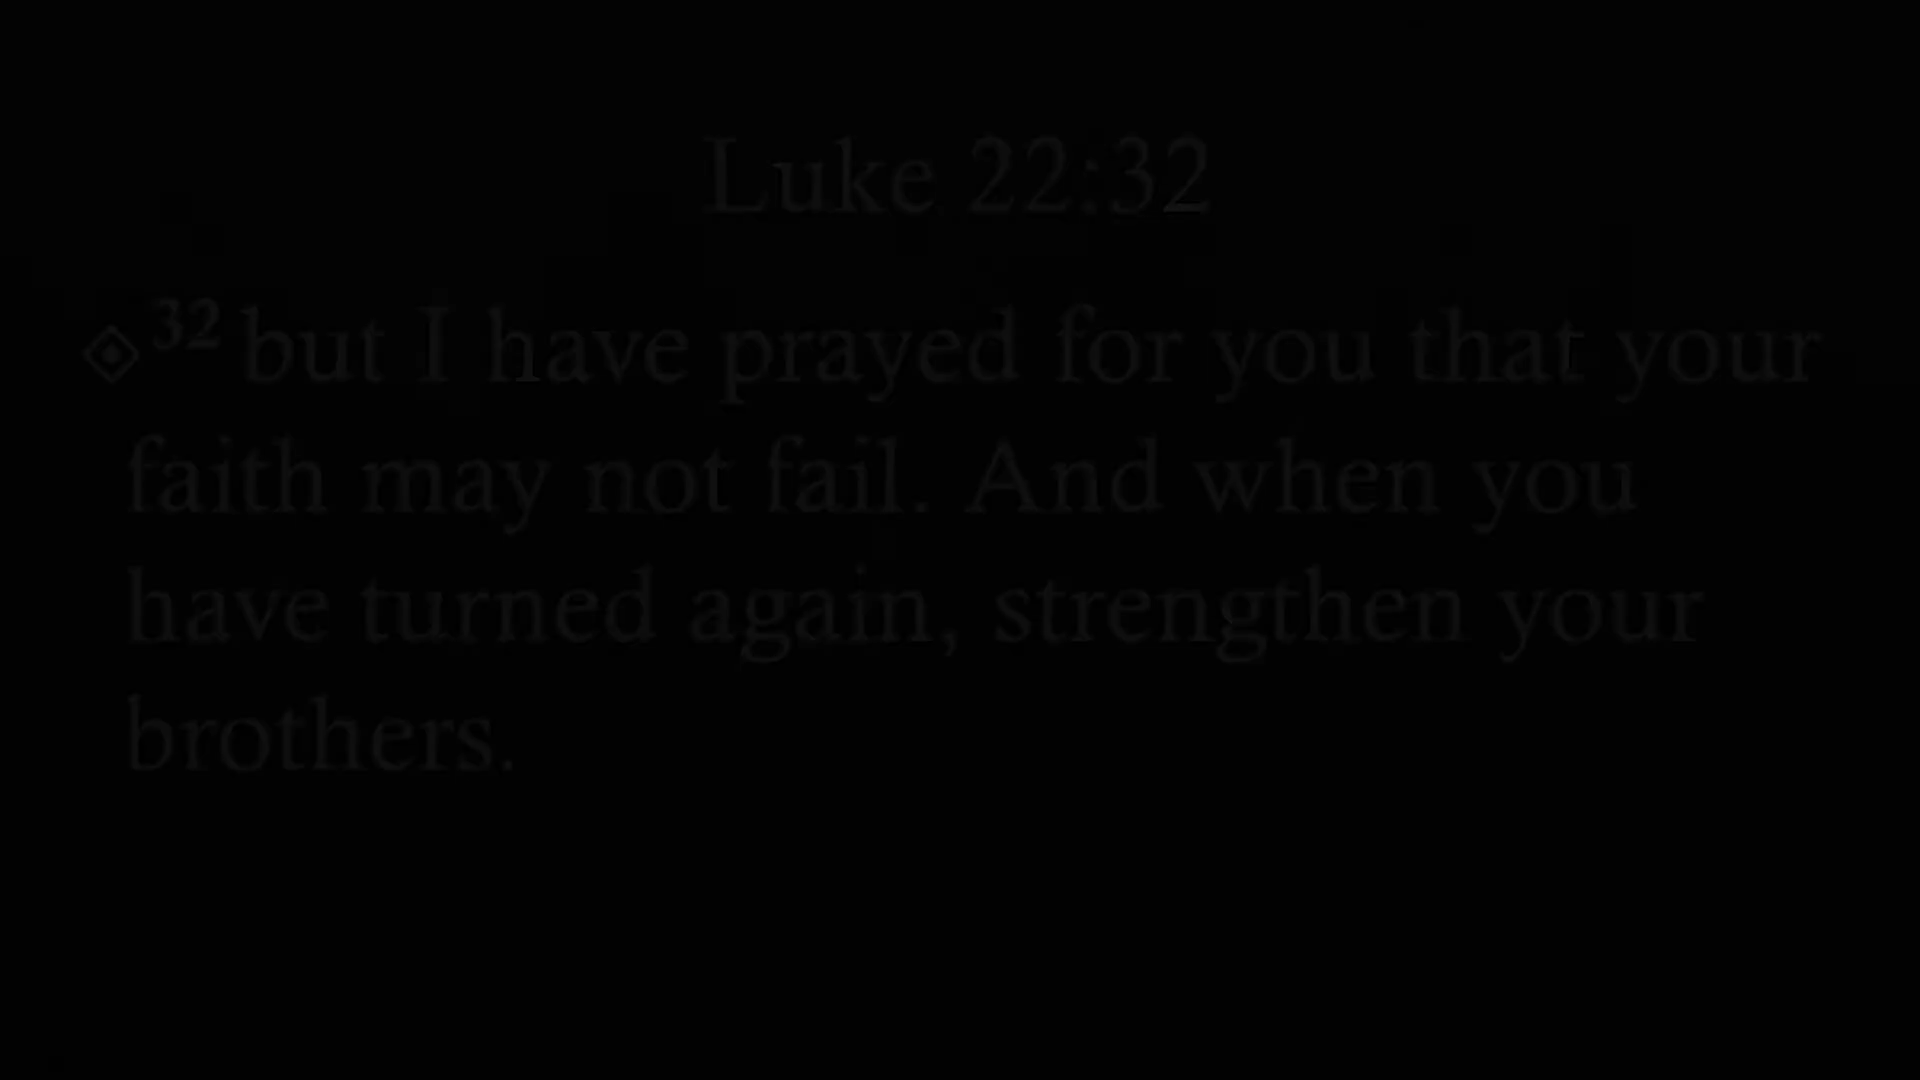 Luke 22:32
◈32 but I have prayed for you that your
faith may not fail. And when you
have turned again, strengthen your
brothers.